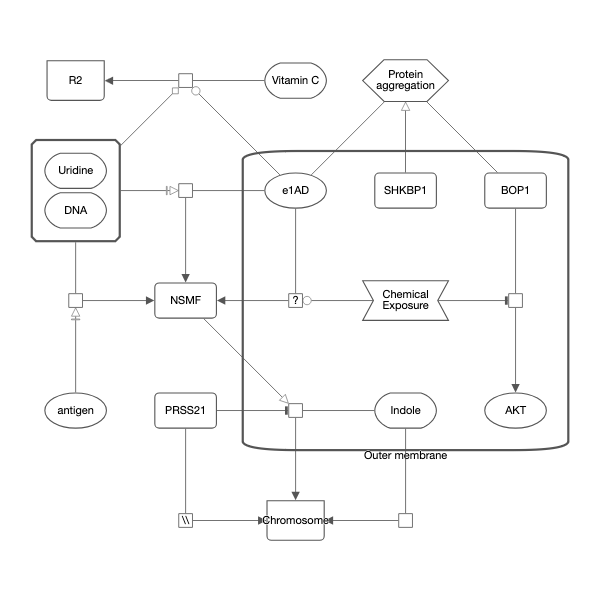 Protein
aggregation
R2
Vitamin C
Uridine
e1AD
SHKBP1
BOP1
DNA
NSMF
?
Chemical
Exposure
antigen
PRSS21
Indole
AKT
Outer membrane
\\
Chromosome